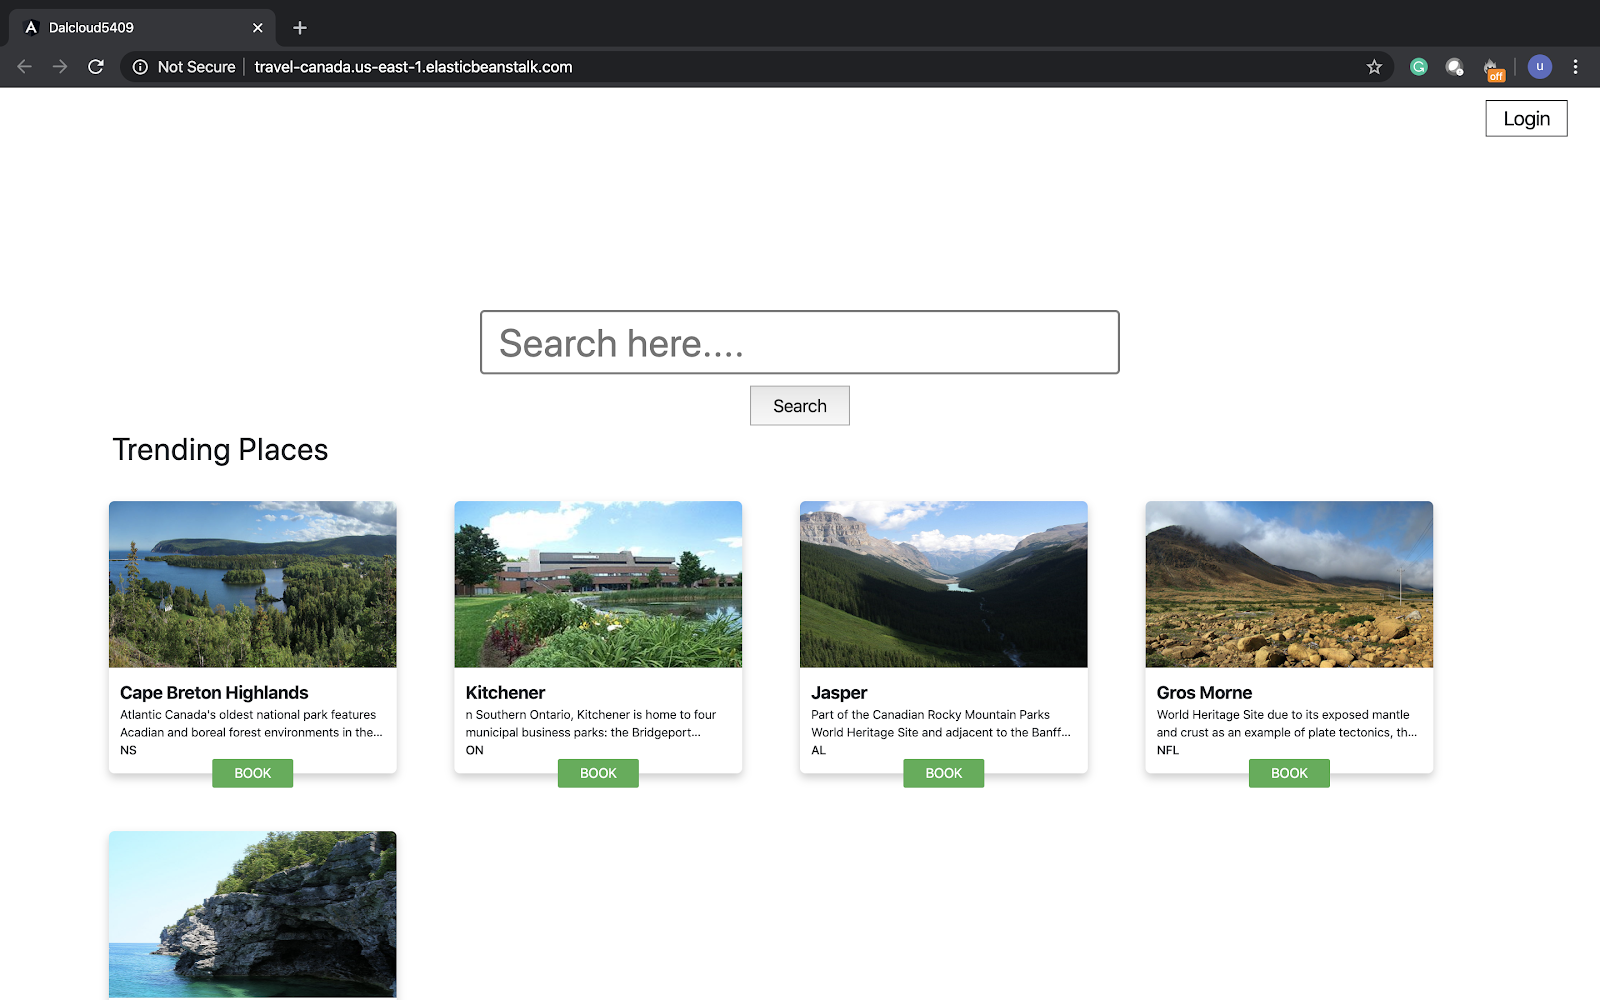 Dalcloud5409
Not Secure travel-canada.us-east-1.elasticbeanstalk.com
off
u
Login
Search here....
Search
Trending Places
Cape Breton Highlands
Atlantic Canada's oldest national park features
Acadian and boreal forest environments in the...
NS
BOOK
Kitchener
n Southern Ontario, Kitchener is home to four
municipal business parks: the Bridgeport...
ON
BOOK
Jasper
Part of the Canadian Rocky Mountain Parks
World Heritage Site and adjacent to the Banff...
AL
BOOK
Gros Morne
World Heritage Site due to its exposed mantle
and crust as an example of plate tectonics, th...
NFL
BOOK